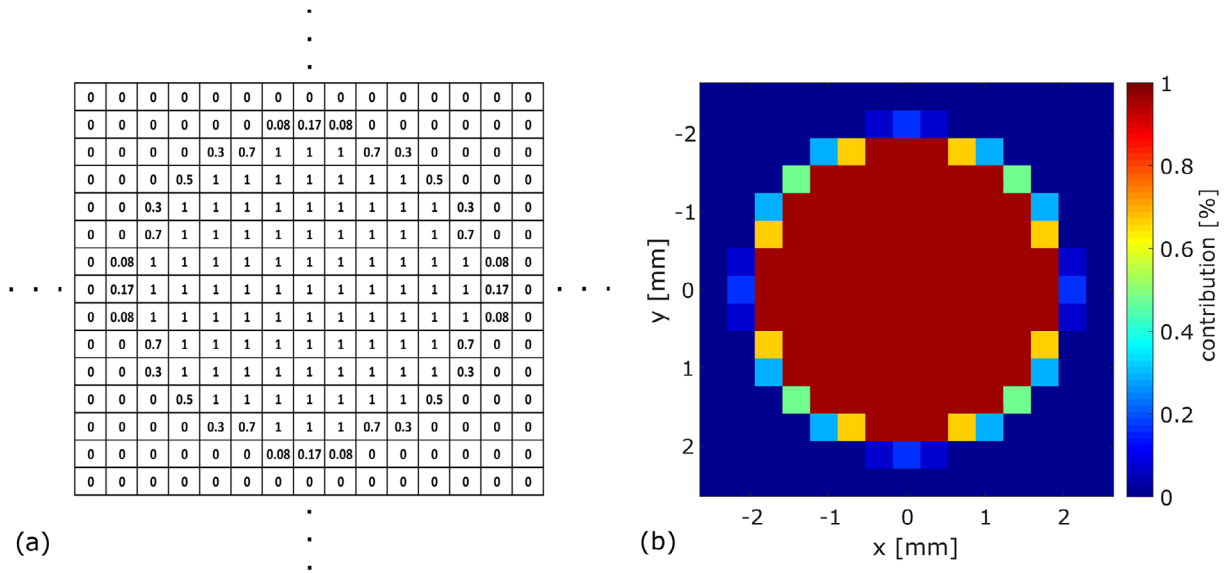 0 0 0 0 0 0 0 0 0 0 0 0 0 0 0
0 0 0 0 0 0 0.08 0.17 0.08 0 0 0 0 0 0
0 0 0 0 0.3 0.7 1 1 1 0.7 0.3 0 0 0 0
0 0 0 0.5 1 1 1 1 1 1 1 0.5 0 0 0
0 0 0.3 1 1 1 1 1 1 1 1 1 0.3 0 0
0 0 0.7 1 1 1 1 1 1 1 1 1 0.7 0 0
0 0.08 1 1 1 1 1 1 1 1 1 1 1 0.08 0
0 0.17 1 1 1 1 1 1 1 1 1 1 1 0.17 0
0 0.08 1 1 1 1 1 1 1 1 1 1 1 0.08 0
0 0 0.7 1 1 1 1 1 1 1 1 1 0.7 0 0
0 0 0.3 1 1 1 1 1 1 1 1 1 0.3 0 0
0 0 0 0.5 1 1 1 1 1 1 1 0.5 0 0 0
0 0 0 0 0.3 0.7 1 1 1 0.7 0.3 0 0 0 0
0 0 0 0 0 0 0.08 0.17 0.08 0 0 0 0 0 0
0 0 0 0 0 0 0 0 0 0 0 0 0 0 0
(a)
y [mm]
-2
-1
0
1
2
-2 -1 0 1 2
x [mm]
1
0.8
0.6
0.4
0.2
0
contribution [%]
(b)